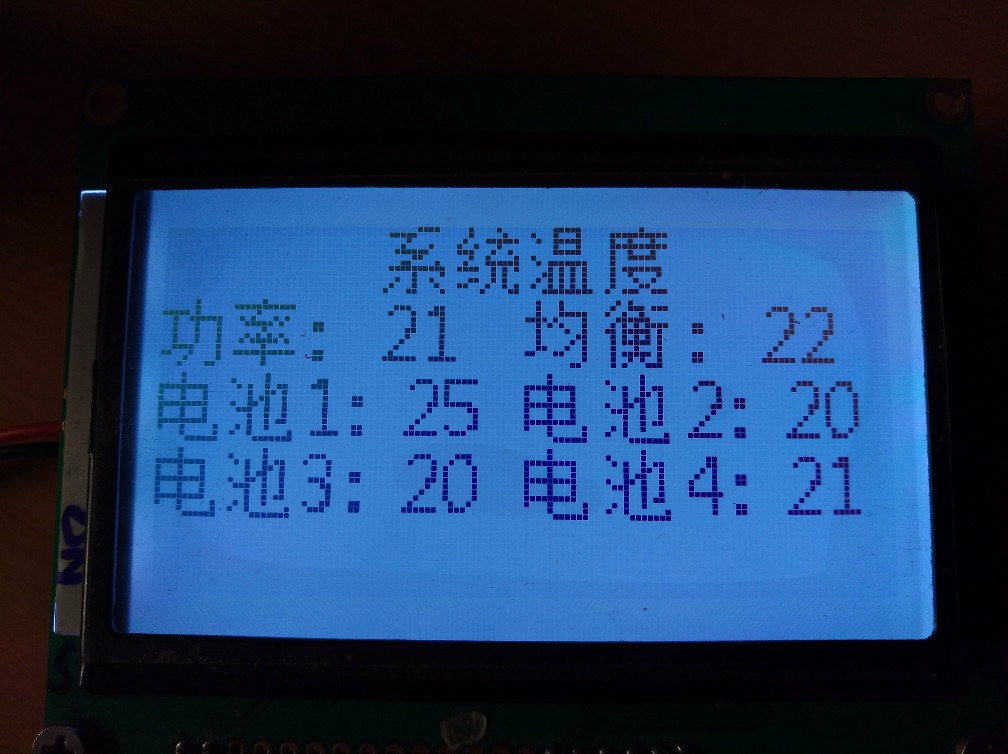 系统温度
功率: 21 均衡: 22
电池1: 25 电池2: 20
电池3: 20 电池4: 21